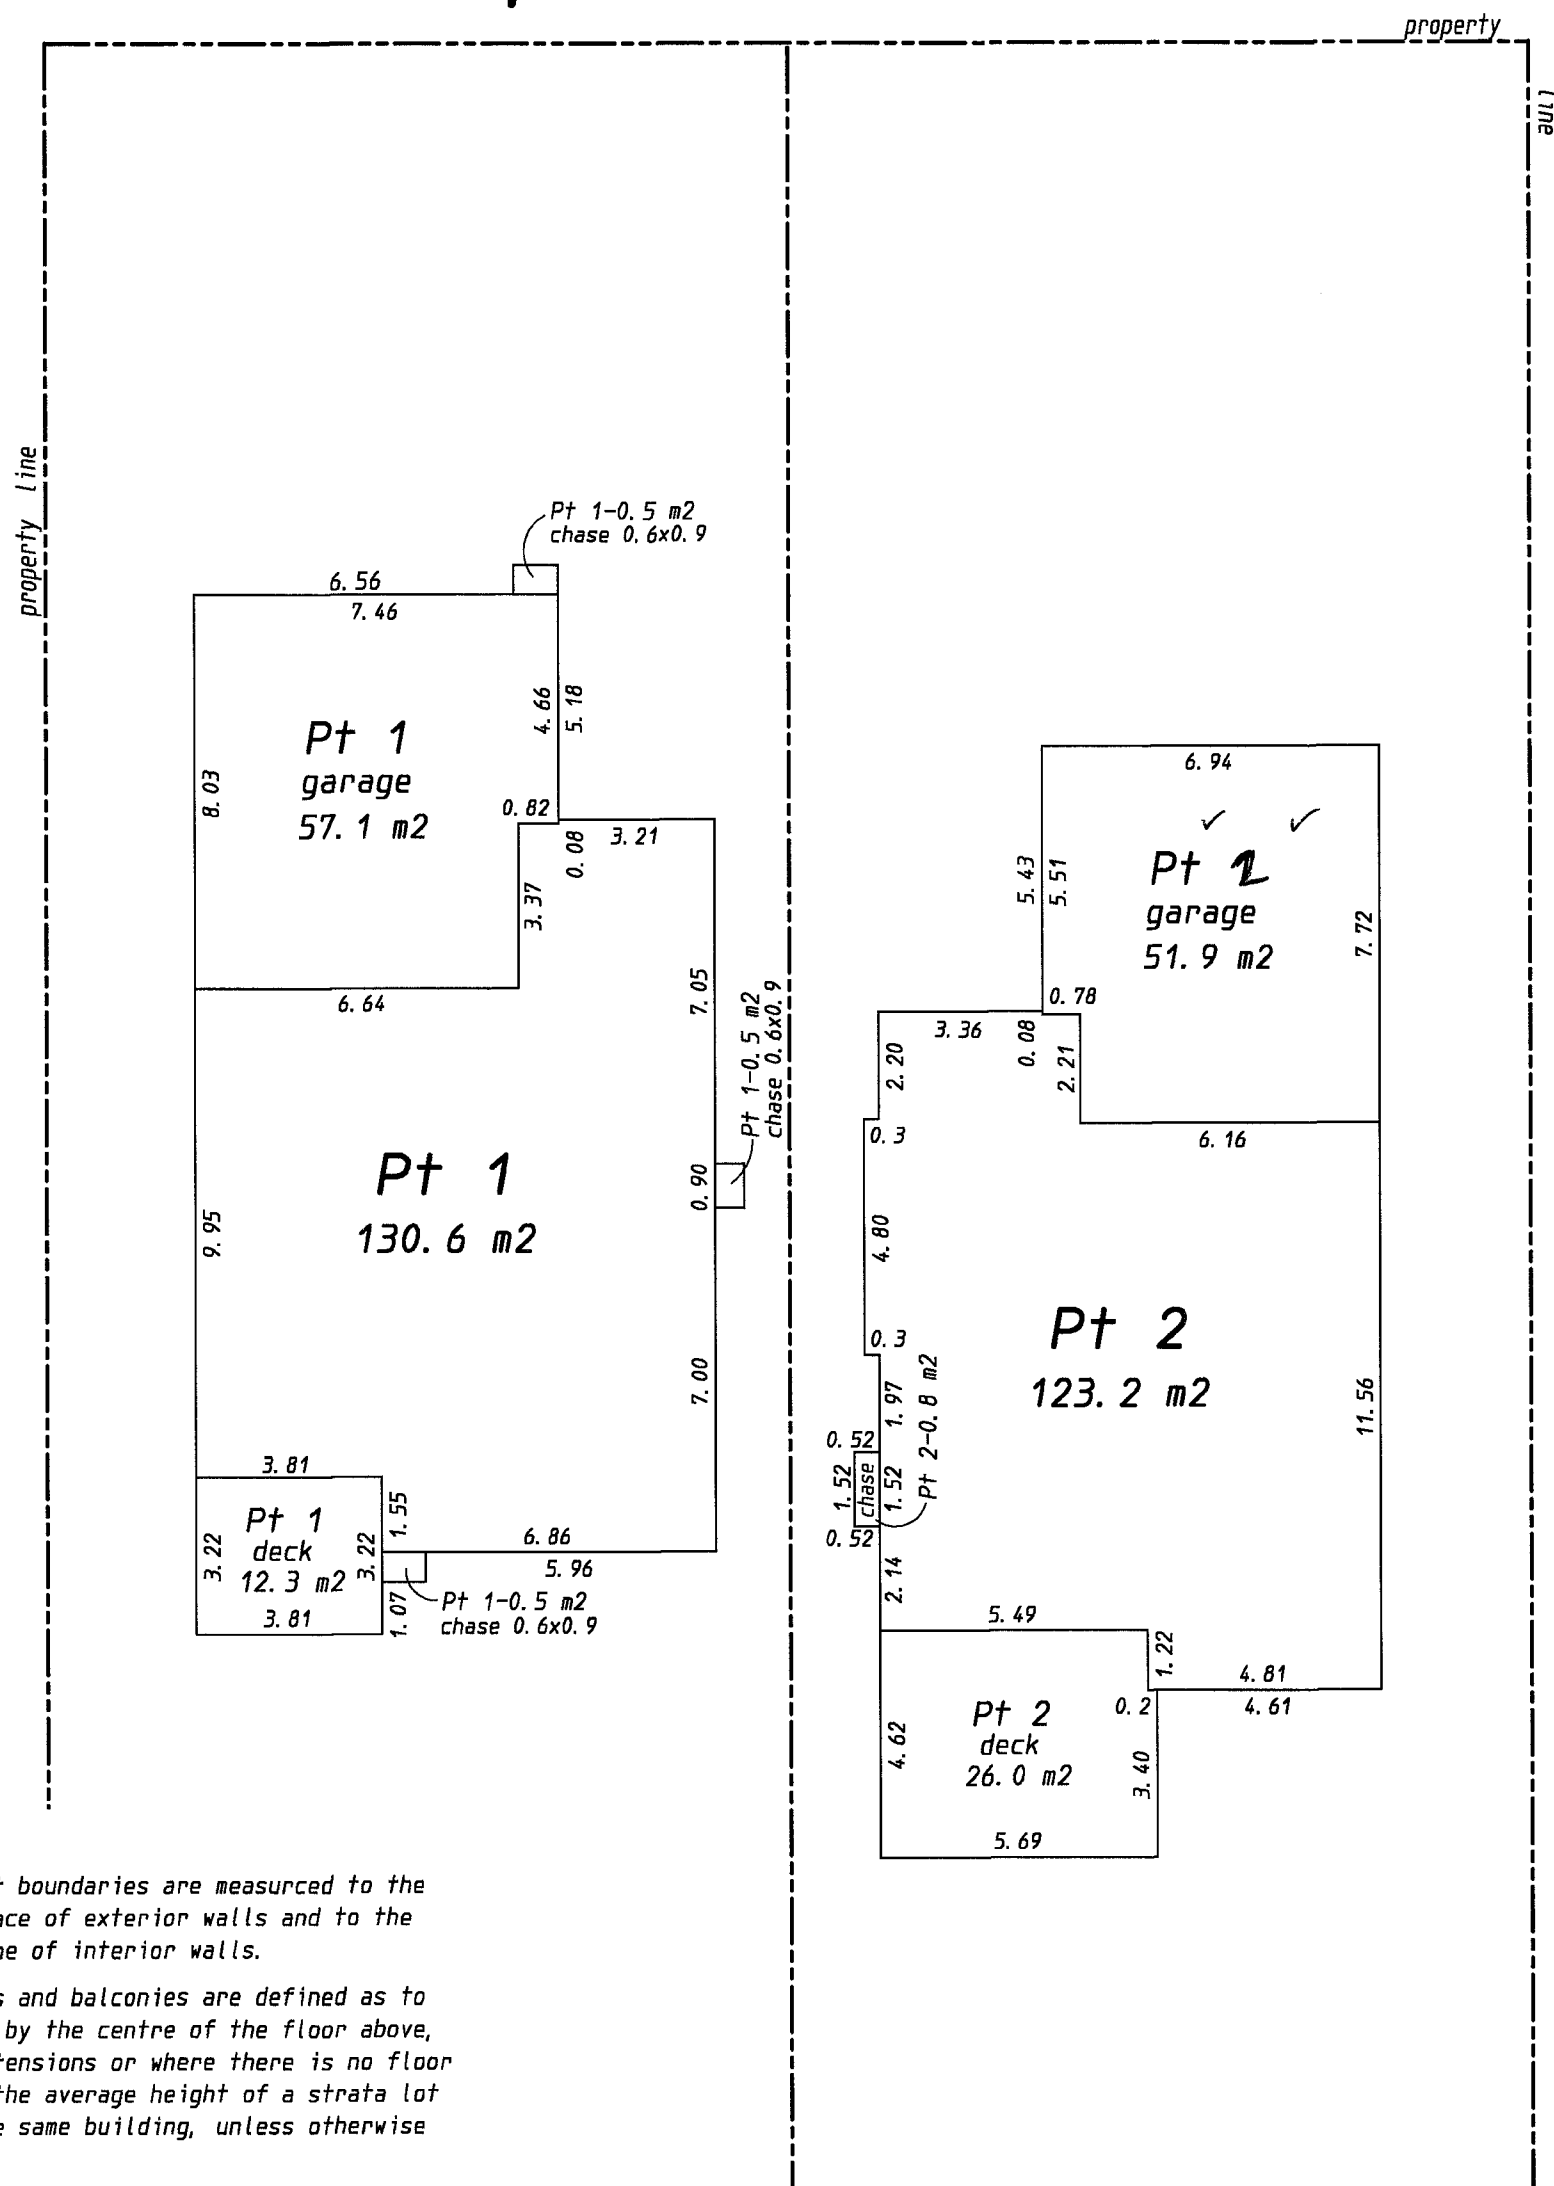 property
line
property line
Pt 1-0.5 m2
chase 0.6x0.9
6.56
7.46
4.66
5.18
Pt 1
garage
57.1 m2
8.03
0.82
0.08
3.21
3.37
6.64
7.05
Pt 1-0.5 m2
chase 0.6x0.9
0.90
Pt 1
130.6 m2
9.95
7.00
3.81
1.55
Pt 1
deck
12.3 m2
3.22
3.22
6.86
5.96
3.81
1.07
Pt 1-0.5 m2
chase 0.6x0.9
6.94
5.43
5.51
Pt 2
garage
51.9 m2
7.72
0.78
3.36
0.08
2.20
2.21
0.3
6.16
4.80
0.3
Pt 2
123.2 m2
11.56
1.97
Pt 2-0.8 m2
0.52
1.52
chase
1.52
0.52
2.14
5.49
1.22
4.81
4.61
0.2
Pt 2
deck
26.0 m2
4.62
3.40
5.69
boundaries are measurced to the
of exterior walls and to the
of interior walls.
and balconies are defined as to
by the centre of the floor above,
or where there is no floor
the average height of a strata lot
same building, unless otherwise